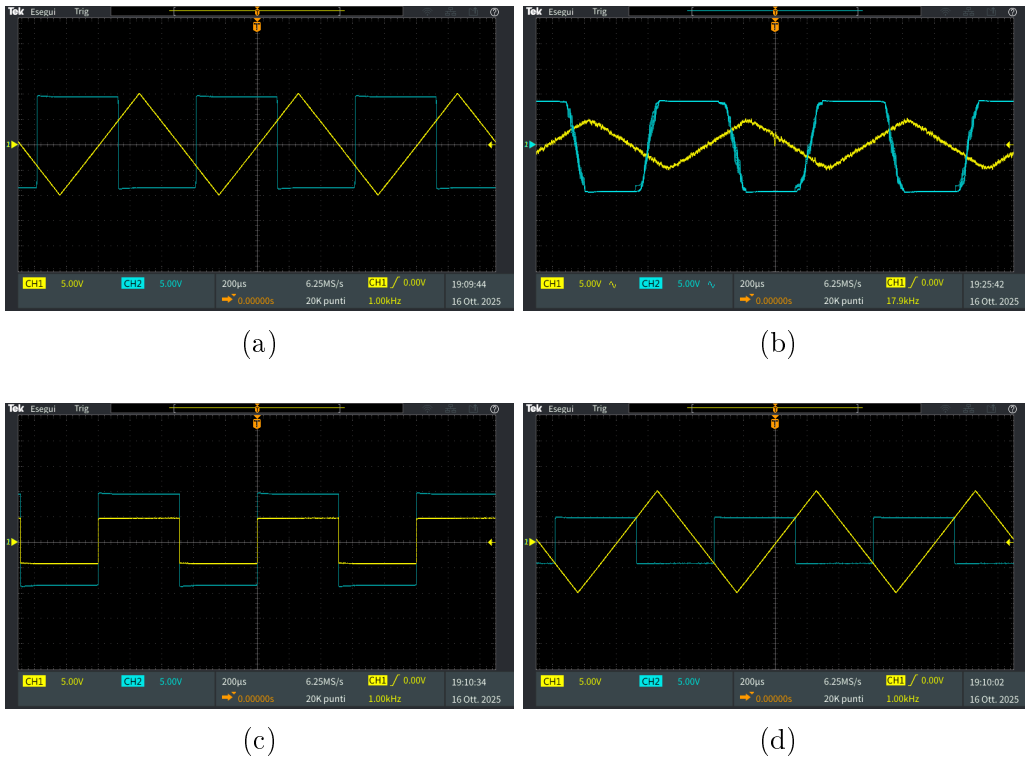 Tek Esegui Trig
T
1
CH1 5.00V CH2 5.00V 200µs 6.25MS/s CH1 0.00V 19:09:44
0.00000s 20K punti 1.00kHz 16 Ott. 2025
(a)
Tek Esegui Trig
T
1
CH1 5.00V CH2 5.00V 200µs 6.25MS/s CH1 0.00V 19:25:42
0.00000s 20K punti 17.9kHz 16 Ott. 2025
(b)
Tek Esegui Trig
T
1
CH1 5.00V CH2 5.00V 200µs 6.25MS/s CH1 0.00V 19:10:34
0.00000s 20K punti 1.00kHz 16 Ott. 2025
(c)
Tek Esegui Trig
T
1
CH1 5.00V CH2 5.00V 200µs 6.25MS/s CH1 0.00V 19:10:02
0.00000s 20K punti 1.00kHz 16 Ott. 2025
(d)